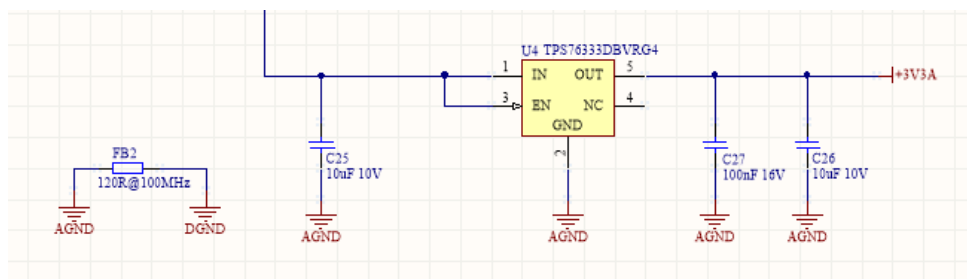 U4 TPS76333DBVRG4
1 IN OUT 5
+3V3A
3 EN NC 4
GND
2
FB2
120R@100MHz
C25
10uF 10V
C27
100nF 16V
C26
10uF 10V
AGND
DGND
AGND
AGND
AGND
AGND